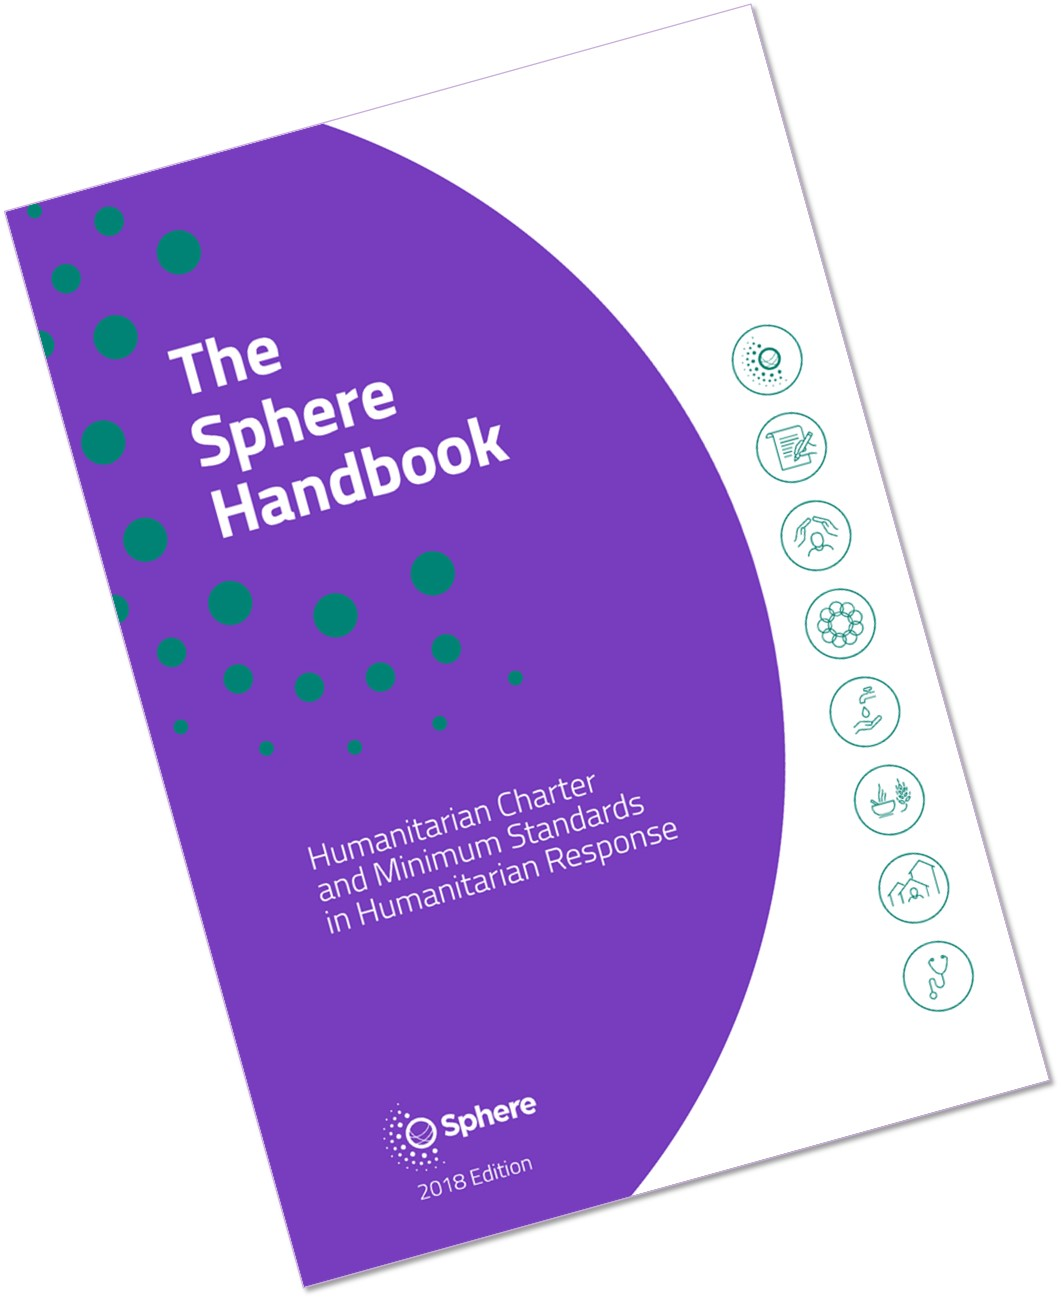 The
Sphere
Handbook
Humanitarian Charter
and Minimum Standards
in Humanitarian Response
Sphere
2018 Edition